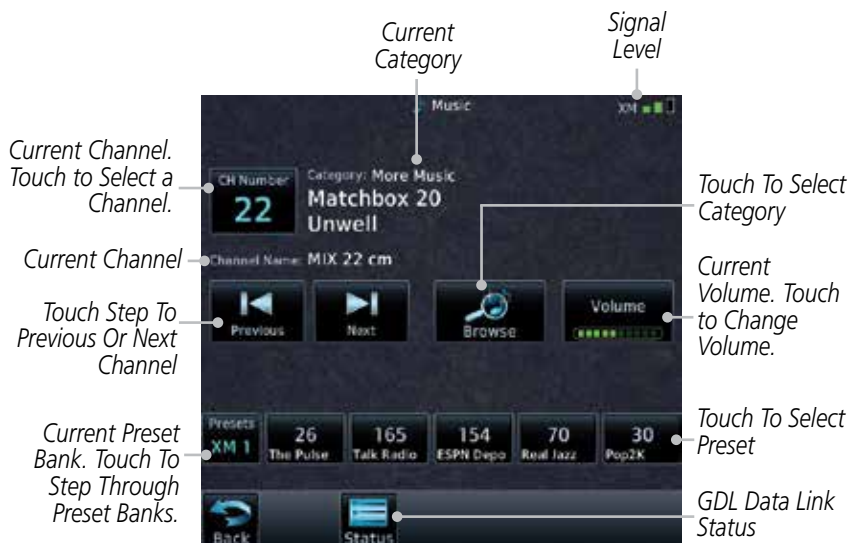 Current
Category
Signal
Level
Music
XM
Current Channel.
Touch to Select a
Channel.
CH Number
22
Category: More Music
Matchbox 20
Unwell
Touch To Select
Category
Current Channel
Channel Name: MIX 22 cm
Touch Step To
Previous Or Next
Channel
Previous
Next
Browse
Volume
Current
Volume. Touch
to Change
Volume.
Current Preset
Bank. Touch To
Step Through
Preset Banks.
Presets
XM 1
26
The Pulse
165
Talk Radio
154
ESPN Depo
70
Real Jazz
30
Pop2K
Touch To Select
Preset
Back
Status
GDL Data Link
Status